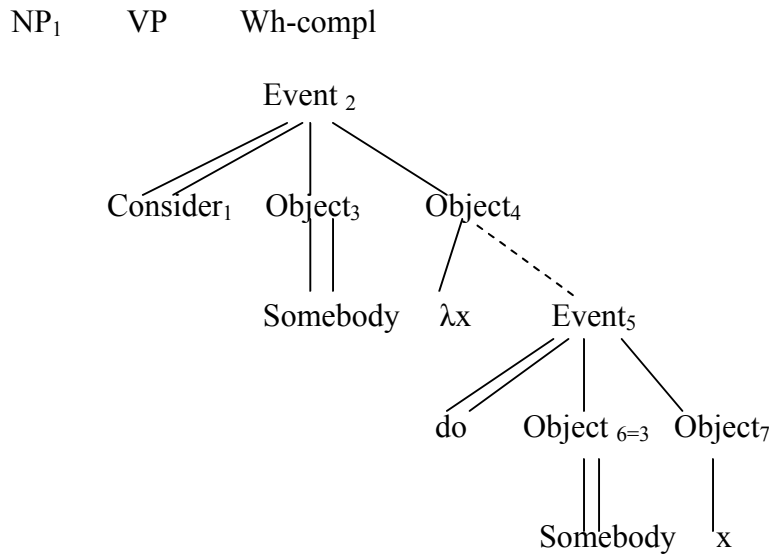 NP₁ VP Wh-compl
Event ₂
Consider₁ Object₃ Object₄
Somebody λx Event₅
do Object ₆₌₃ Object₇
Somebody x